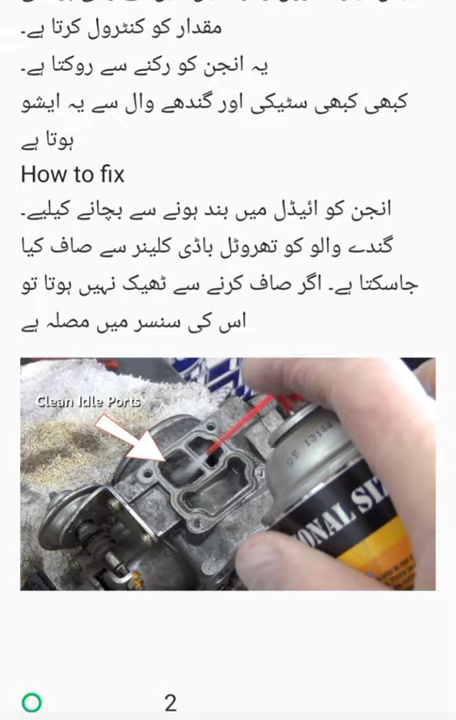 مقدار کو کنٹرول کرتا ہے۔
یہ انجن کو رکنے سے روکتا ہے۔
کبھی کبھی سٹیکی اور گندھے وال سے یہ ایشو
ہوتا ہے
How to fix
انجن کو ائیڈل میں بند ہونے سے بچانے کیلیے۔
گندے والو کو تھروٹل باڈی کلینر سے صاف کیا
جاسکتا ہے۔ اگر صاف کرنے سے ٹھیک نہیں ہوتا تو
اس کی سنسر میں مصلہ ہے
Clean Idle Ports
2